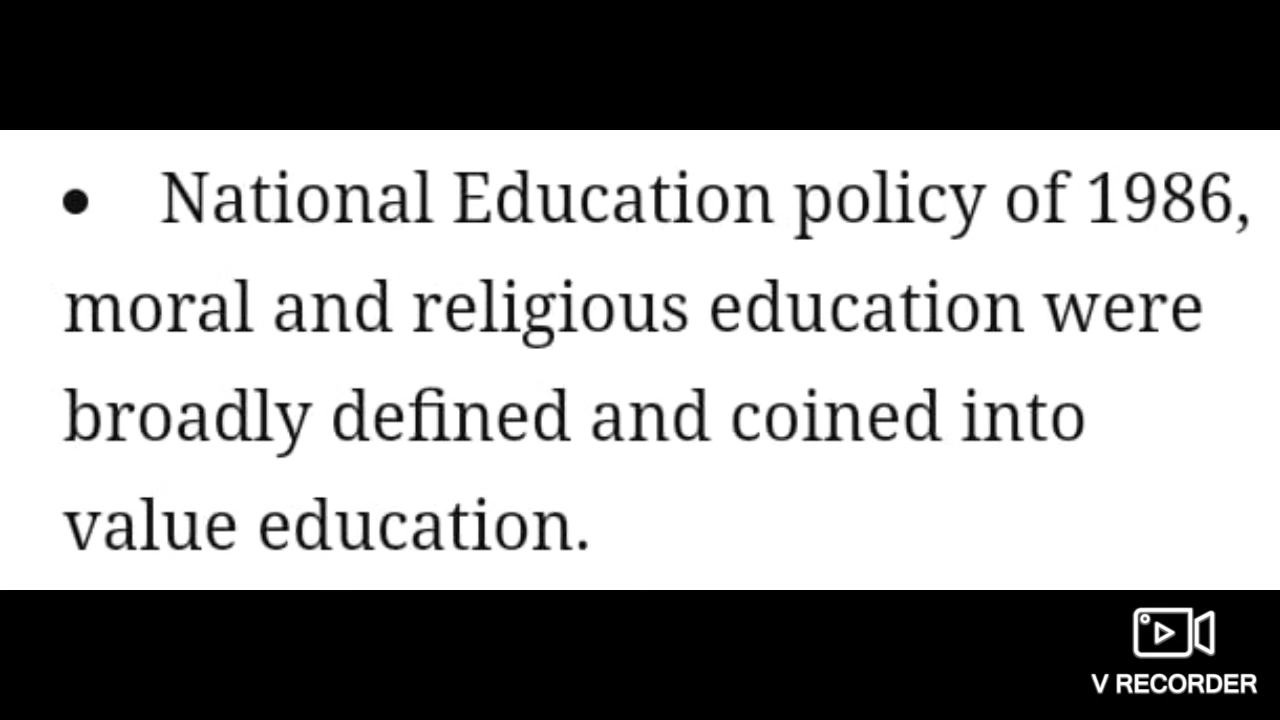 • National Education policy of 1986,
moral and religious education were
broadly defined and coined into
value education.
V RECORDER